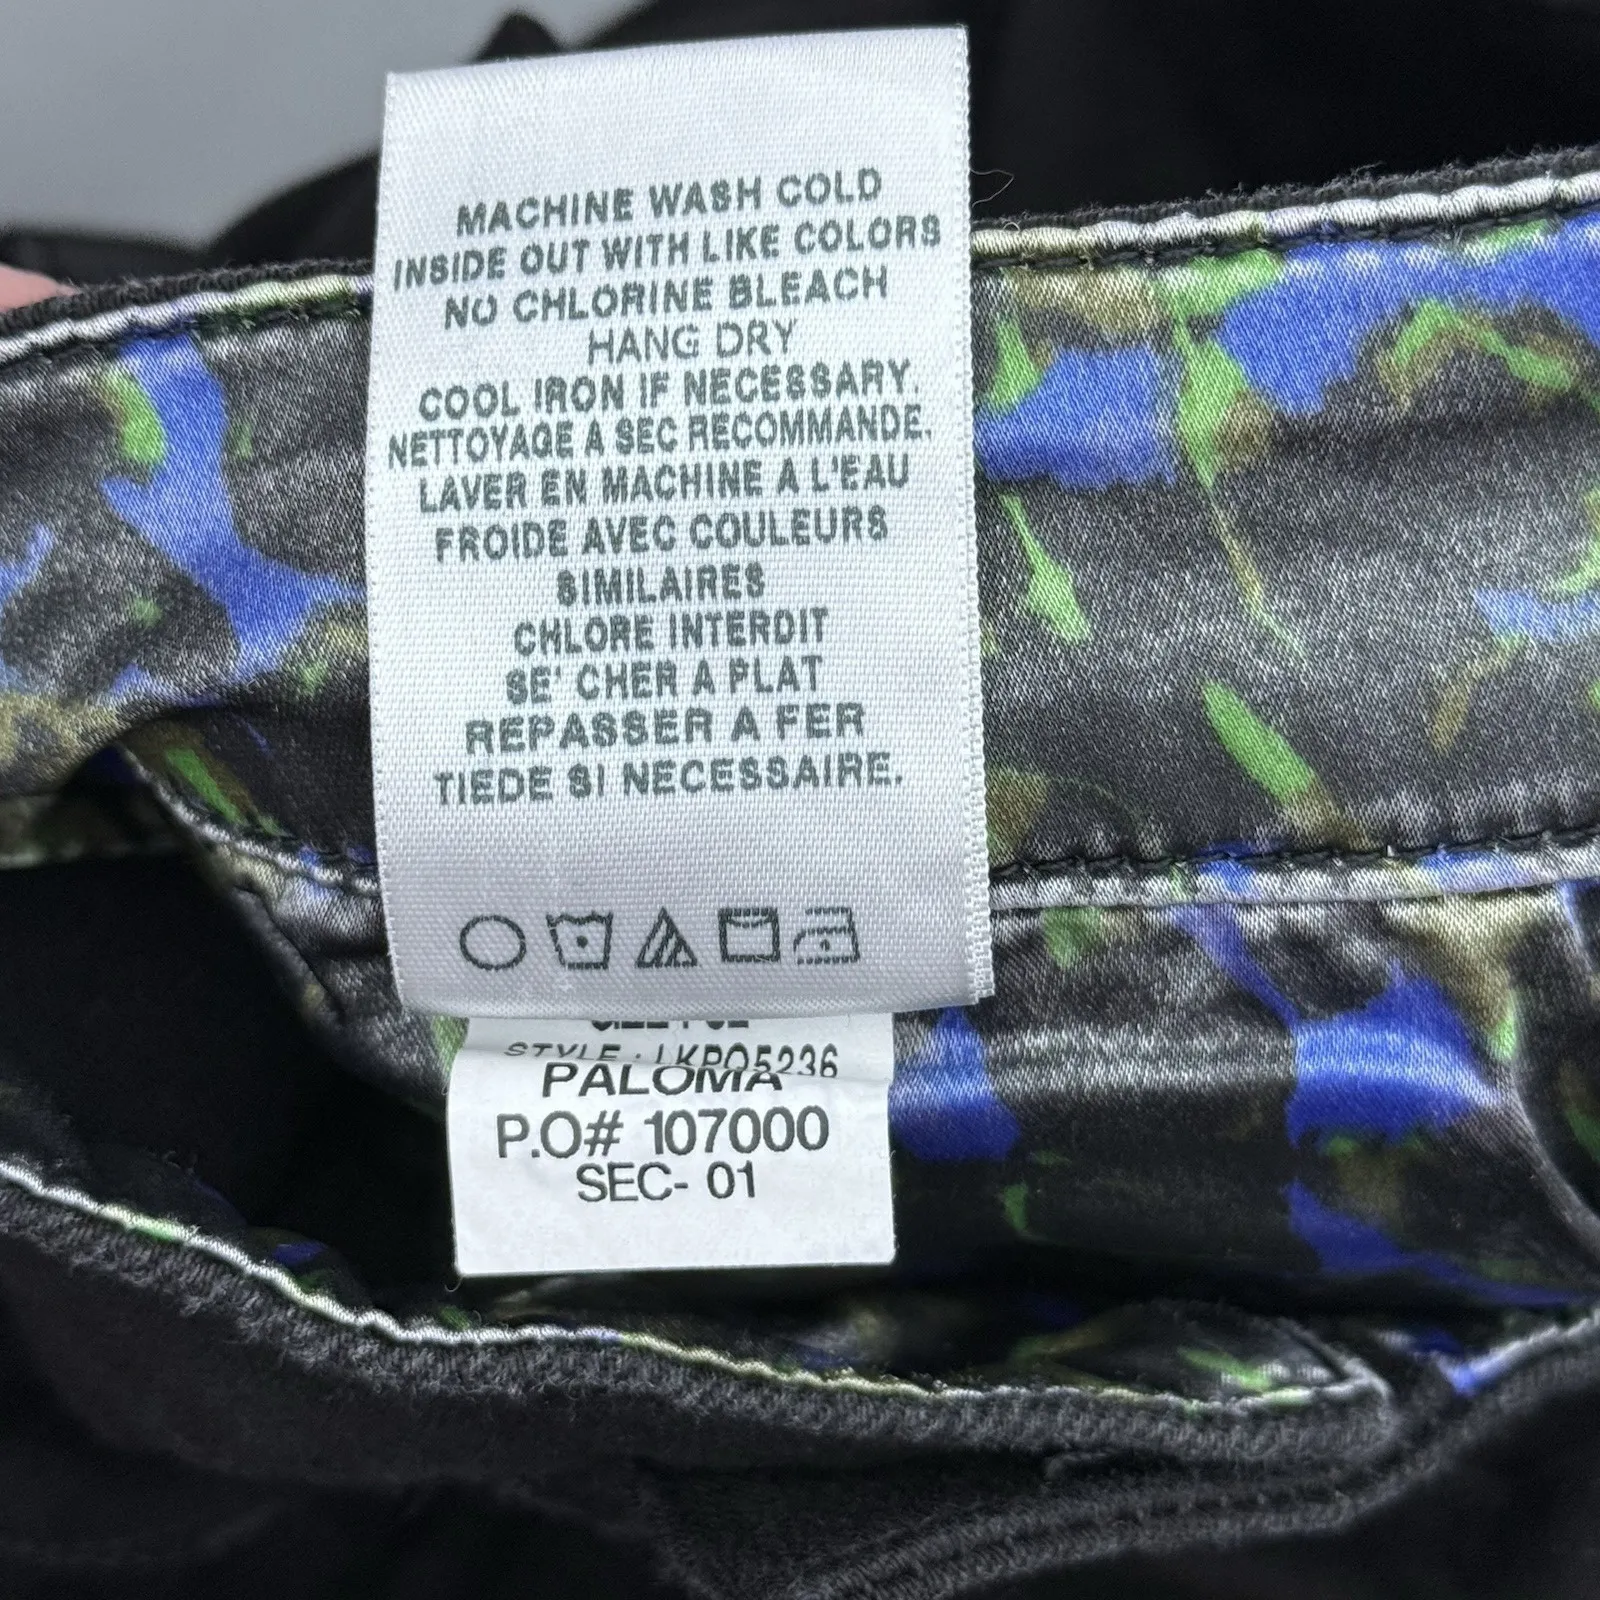 MACHINE WASH COLD
INSIDE OUT WITH LIKE COLORS
NO CHLORINE BLEACH
HANG DRY
COOL IRON IF NECESSARY.
NETTOYAGE A SEC RECOMMANDE.
LAVER EN MACHINE A L'EAU
FROIDE AVEC COULEURS
SIMILAIRES
CHLORE INTERDIT
SE' CHER A PLAT
REPASSER A FER
TIEDE SI NECESSAIRE.
STYLE : LKPO5236
PALOMA
P.O# 107000
SEC- 01